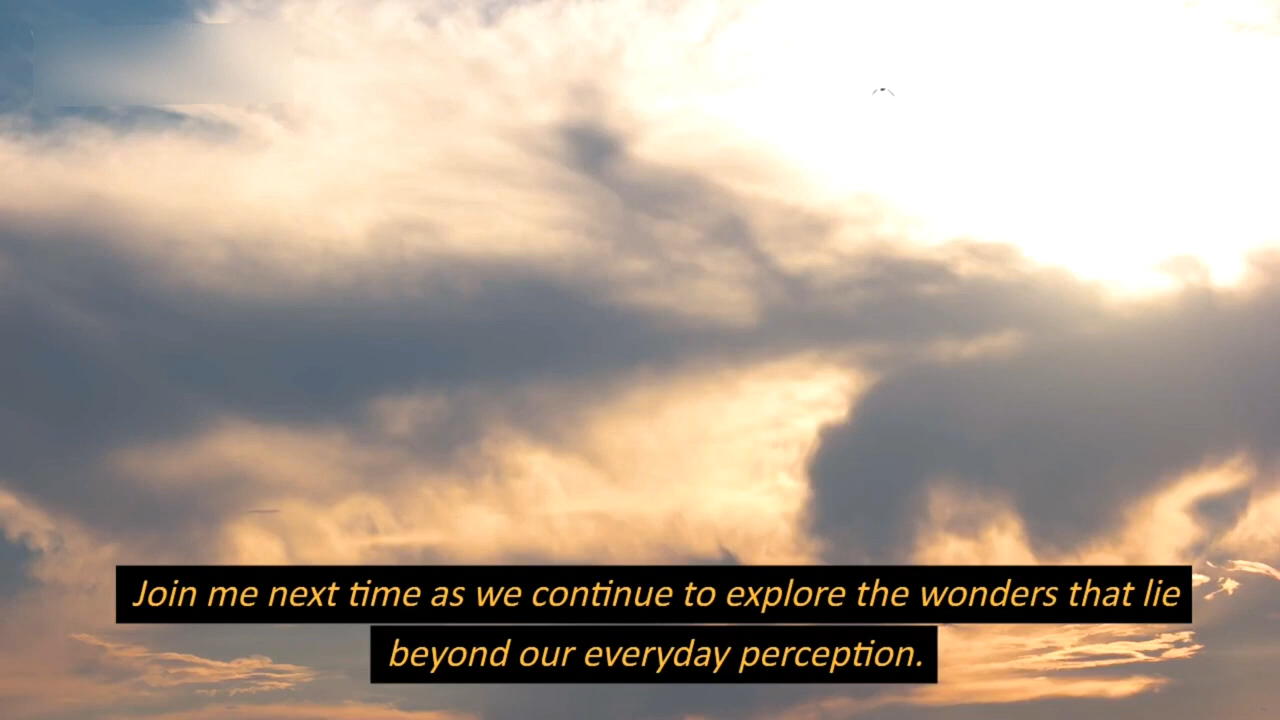 Join me next time as we continue to explore the wonders that lie
beyond our everyday perception.